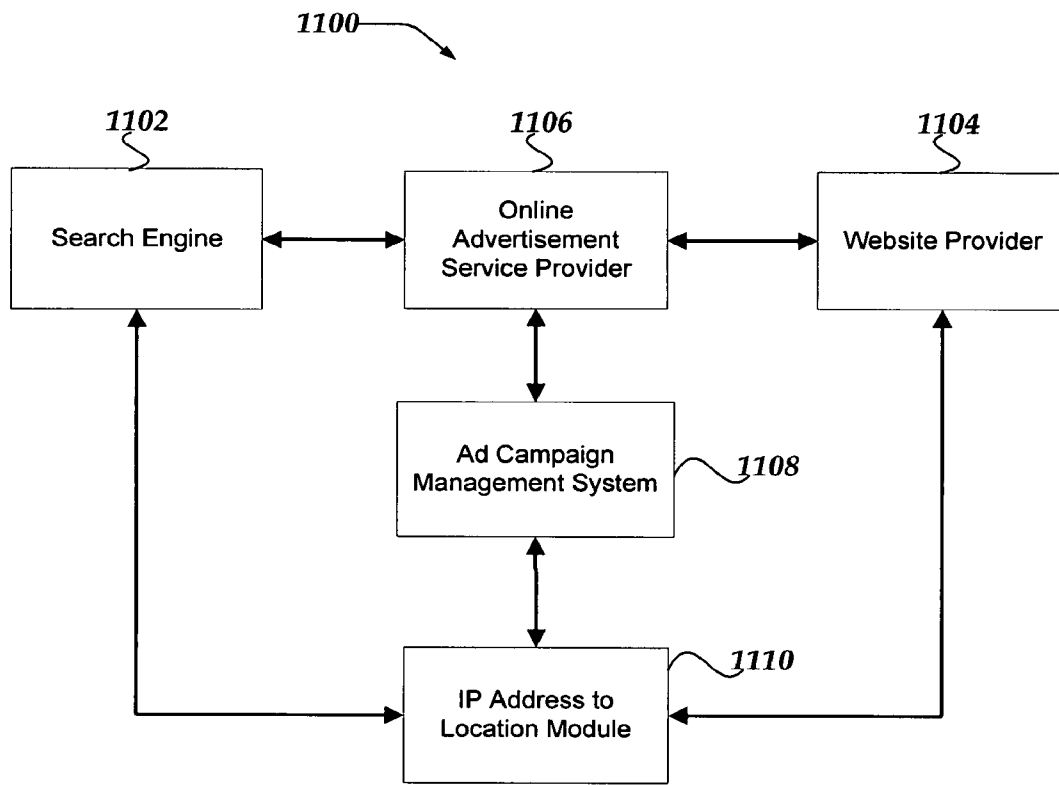 1100
1102
1106
1104
Search Engine
Online
Advertisement
Service Provider
Website Provider
Ad Campaign
Management System
1108
1110
IP Address to
Location Module